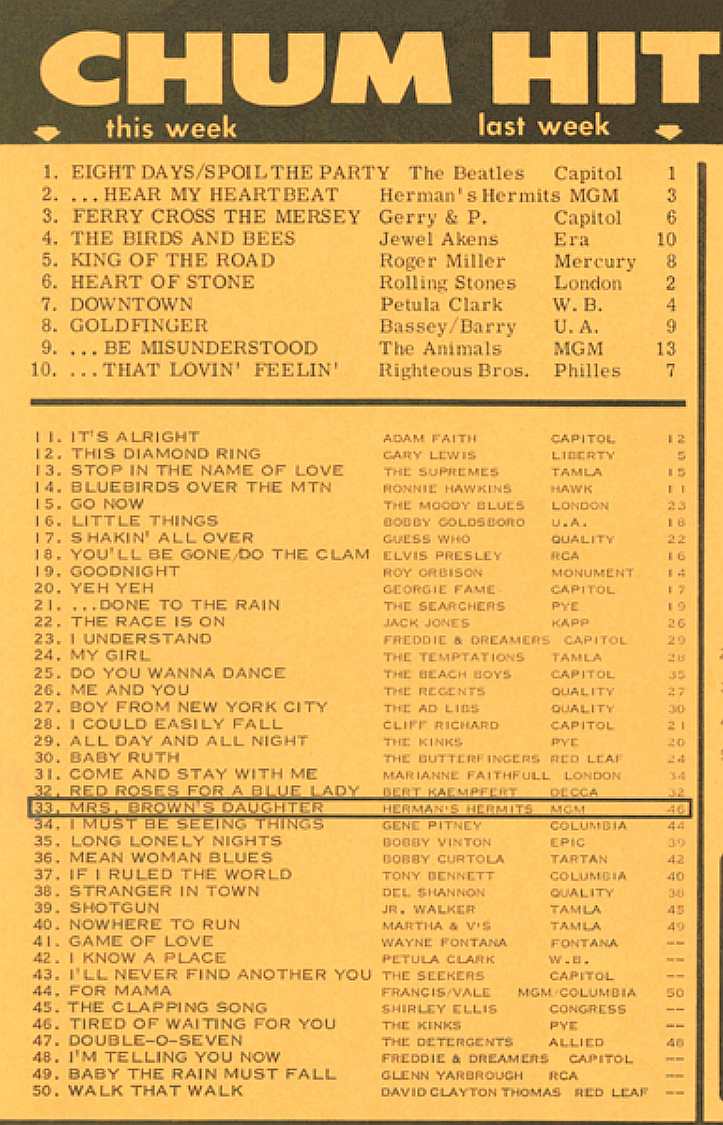 CHUM HIT
this week last week
1. EIGHT DAYS/SPOIL THE PARTY The Beatles Capitol 1
2. ...HEAR MY HEARTBEAT Herman's Hermits MGM 3
3. FERRY CROSS THE MERSEY Gerry & P. Capitol 6
4. THE BIRDS AND BEES Jewel Akens Era 10
5. KING OF THE ROAD Roger Miller Mercury 8
6. HEART OF STONE Rolling Stones London 2
7. DOWNTOWN Petula Clark W.B. 4
8. GOLDFINGER Bassey/Barry U.A. 9
9. ...BE MISUNDERSTOOD The Animals MGM 13
10. ...THAT LOVIN' FEELIN' Righteous Bros. Philles 7
11. IT'S ALRIGHT ADAM FAITH CAPITOL 12
12. THIS DIAMOND RING GARY LEWIS LIBERTY 5
13. STOP IN THE NAME OF LOVE THE SUPREMES TAMLA 15
14. BLUEBIRDS OVER THE MTN RONNIE HAWKINS HAWK 11
15. GO NOW THE MOODY BLUES LONDON 23
16. LITTLE THINGS BOBBY GOLDSBORO U.A. 18
17. SHAKIN' ALL OVER GUESS WHO QUALITY 22
18. YOU'LL BE GONE/DO THE CLAM ELVIS PRESLEY RCA 16
19. GOODNIGHT ROY ORBISON MONUMENT 14
20. YEH YEH GEORGIE FAME CAPITOL 17
21. ...DONE TO THE RAIN THE SEARCHERS PYE 19
22. THE RACE IS ON JACK JONES KAPP 26
23. I UNDERSTAND FREDDIE & DREAMERS CAPITOL 29
24. MY GIRL THE TEMPTATIONS TAMLA 28
25. DO YOU WANNA DANCE THE BEACH BOYS CAPITOL 35
26. ME AND YOU THE REGENTS QUALITY 27
27. BOY FROM NEW YORK CITY THE AD LIBS QUALITY 30
28. I COULD EASILY FALL CLIFF RICHARD CAPITOL 21
29. ALL DAY AND ALL NIGHT THE KINKS PYE 20
30. BABY RUTH THE BUTTERFINGERS RED LEAF 24
31. COME AND STAY WITH ME MARIANNE FAITHFULL LONDON 34
32. RED ROSES FOR A BLUE LADY BERT KAEMPFERT DECCA 32
33. MRS. BROWN'S DAUGHTER HERMAN'S HERMITS MGM 46
34. I MUST BE SEEING THINGS GENE PITNEY COLUMBIA 44
35. LONG LONELY NIGHTS BOBBY VINTON EPIC 39
36. MEAN WOMAN BLUES BOBBY CURTOLA TARTAN 42
37. IF I RULED THE WORLD TONY BENNETT COLUMBIA 40
38. STRANGER IN TOWN DEL SHANNON QUALITY 38
39. SHOTGUN JR. WALKER TAMLA 45
40. NOWHERE TO RUN MARTHA & V'S TAMLA 49
41. GAME OF LOVE WAYNE FONTANA FONTANA --
42. I KNOW A PLACE PETULA CLARK W.B. --
43. I'LL NEVER FIND ANOTHER YOU THE SEEKERS CAPITOL --
44. FOR MAMA FRANCIS/VALE MGM/COLUMBIA 50
45. THE CLAPPING SONG SHIRLEY ELLIS CONGRESS --
46. TIRED OF WAITING FOR YOU THE KINKS PYE --
47. DOUBLE-O-SEVEN THE DETERGENTS ALLIED 48
48. I'M TELLING YOU NOW FREDDIE & DREAMERS CAPITOL --
49. BABY THE RAIN MUST FALL GLENN YARBROUGH RCA --
50. WALK THAT WALK DAVID CLAYTON THOMAS RED LEAF --